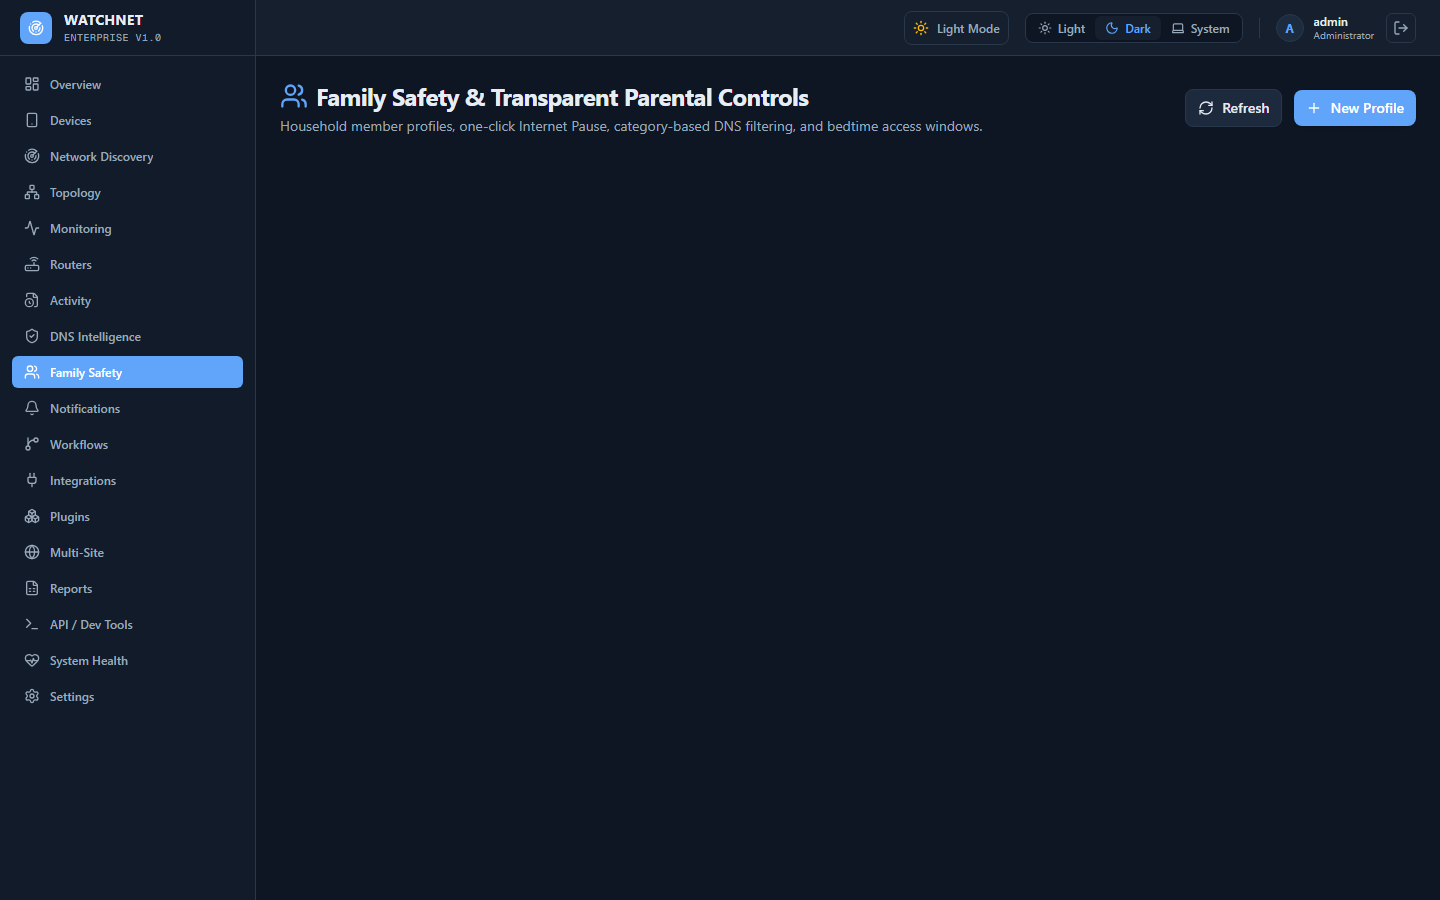 WATCHNET
ENTERPRISE V1.0
Light Mode
Light
Dark
System
A
admin
Administrator
Overview
Devices
Network Discovery
Topology
Monitoring
Routers
Activity
DNS Intelligence
Family Safety
Notifications
Workflows
Integrations
Plugins
Multi-Site
Reports
API / Dev Tools
System Health
Settings
Family Safety & Transparent Parental Controls
Household member profiles, one-click Internet Pause, category-based DNS filtering, and bedtime access windows.
Refresh
New Profile